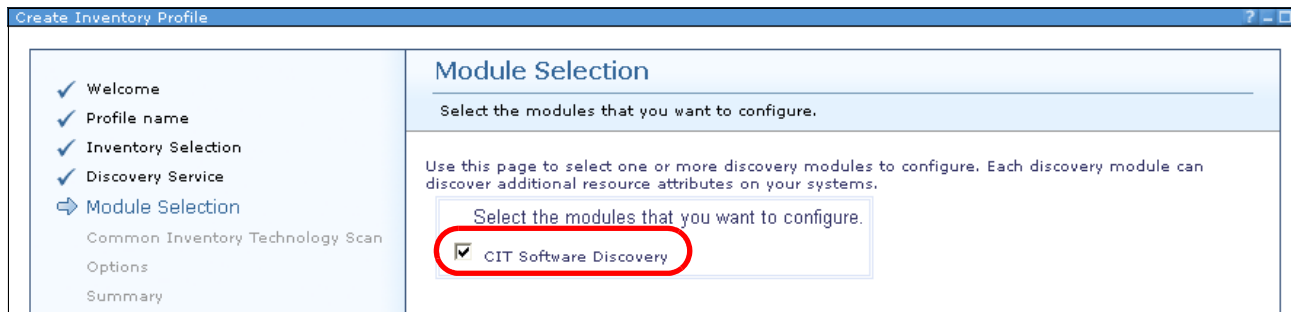 Create Inventory Profile
? – □
Welcome
Profile name
Inventory Selection
Discovery Service
Module Selection
Common Inventory Technology Scan
Options
Summary
Module Selection
Select the modules that you want to configure.
Use this page to select one or more discovery modules to configure. Each discovery module can
discover additional resource attributes on your systems.
Select the modules that you want to configure.
CIT Software Discovery